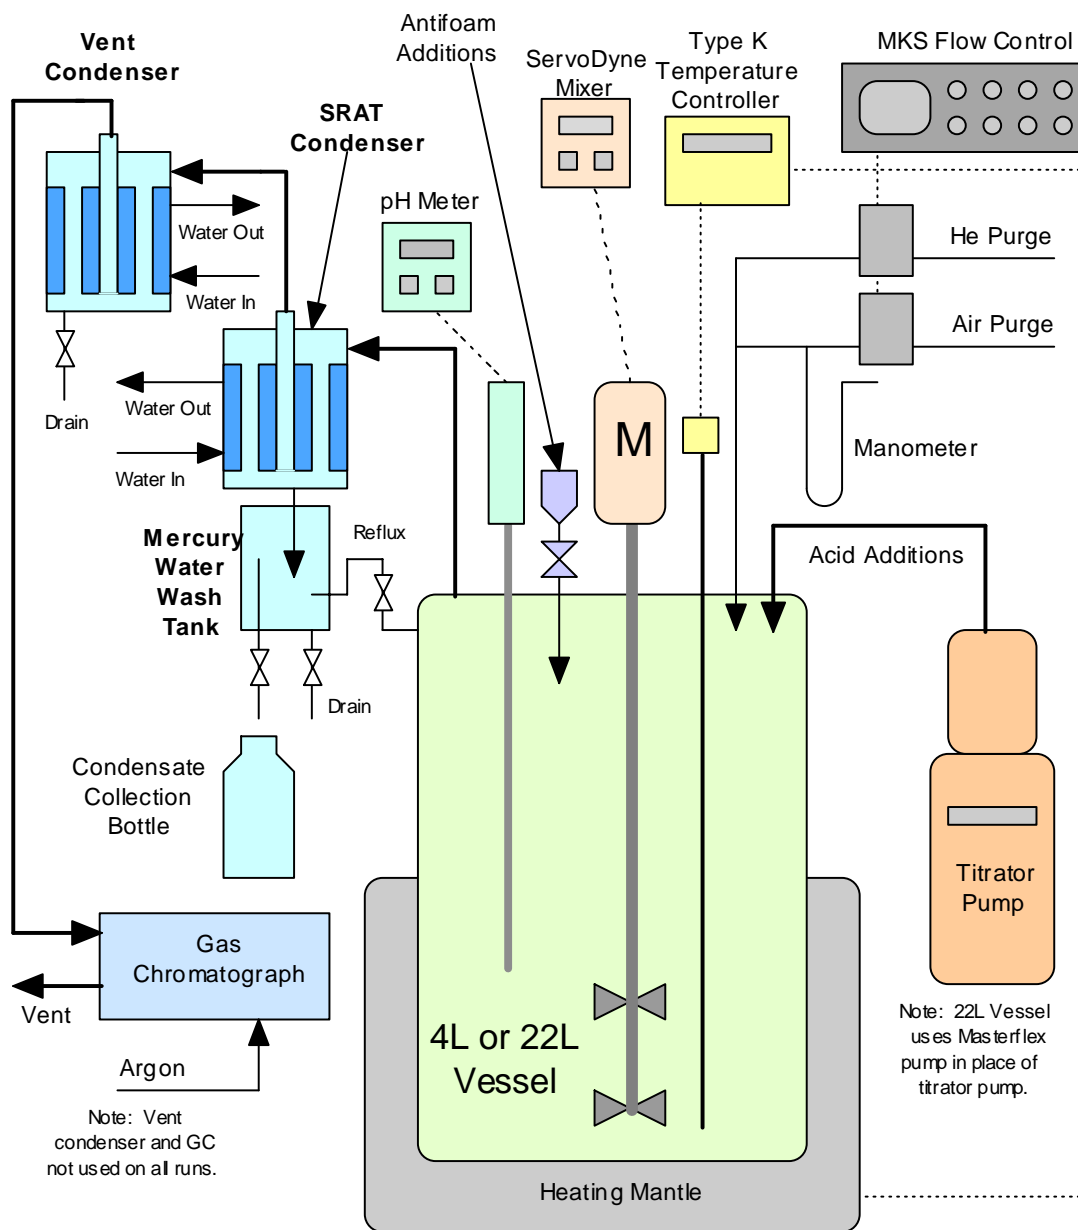 Vent
Condenser
Antifoam
Additions
ServoDyne
Mixer
Type K
Temperature
Controller
MKS Flow Control
SRAT
Condenser
pH Meter
Water Out
Water In
He Purge
Air Purge
Drain
Water Out
Water In
M
Manometer
Mercury
Water
Wash
Tank
Reflux
Acid Additions
Drain
Condensate
Collection
Bottle
Titrator
Pump
Gas
Chromatograph
Vent
Argon
Note: Vent
condenser and GC
not used on all runs.
4L or 22L
Vessel
Note: 22L Vessel
uses Masterflex
pump in place of
titrator pump.
Heating Mantle